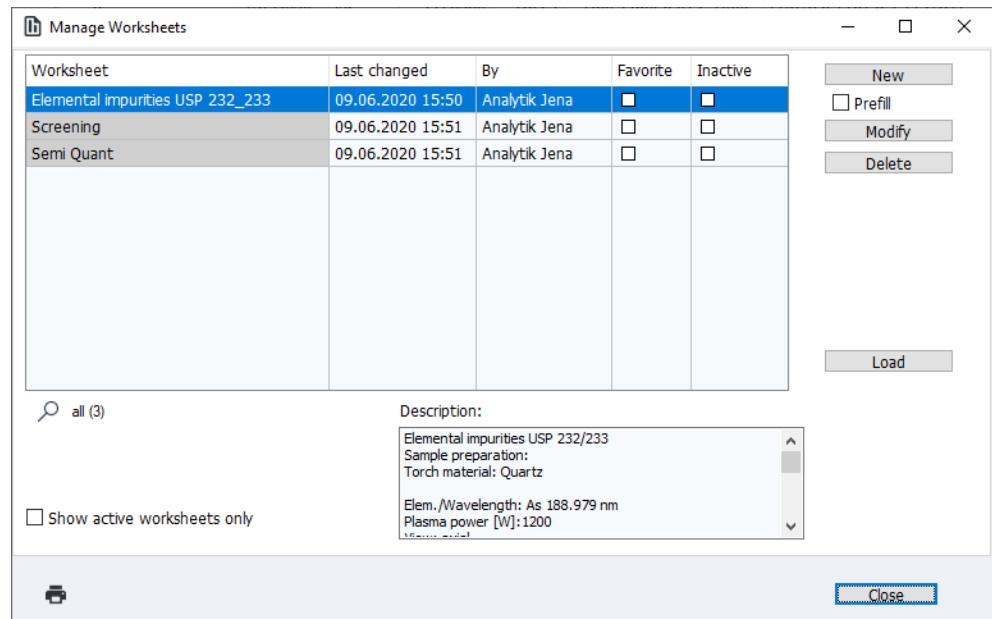 Manage Worksheets
Worksheet Last changed By Favorite Inactive
Elemental impurities USP 232_233 09.06.2020 15:50 Analytik Jena
Screening 09.06.2020 15:51 Analytik Jena
Semi Quant 09.06.2020 15:51 Analytik Jena
New
Prefill
Modify
Delete
Load
all (3)
Description:
Elemental impurities USP 232/233
Sample preparation:
Torch material: Quartz
Elem./Wavelength: As 188.979 nm
Plasma power [W]:1200
Show active worksheets only
Close